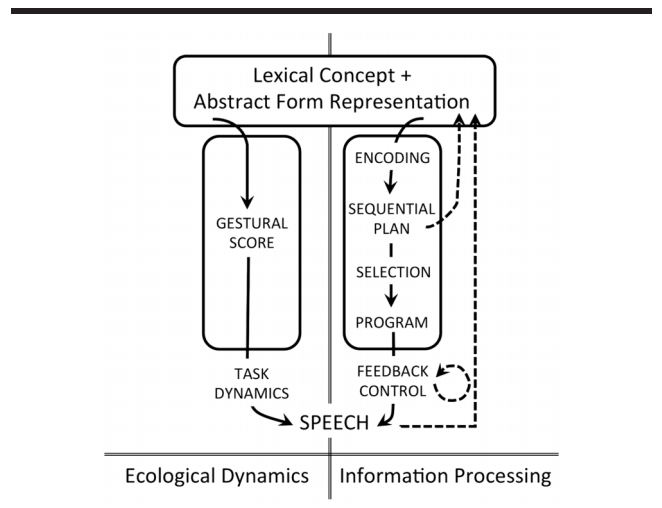 Lexical Concept +
Abstract Form Representation
GESTURAL
SCORE
TASK
DYNAMICS
ENCODING
SEQUENTIAL
PLAN
SELECTION
PROGRAM
FEEDBACK
CONTROL
SPEECH
Ecological Dynamics
Information Processing